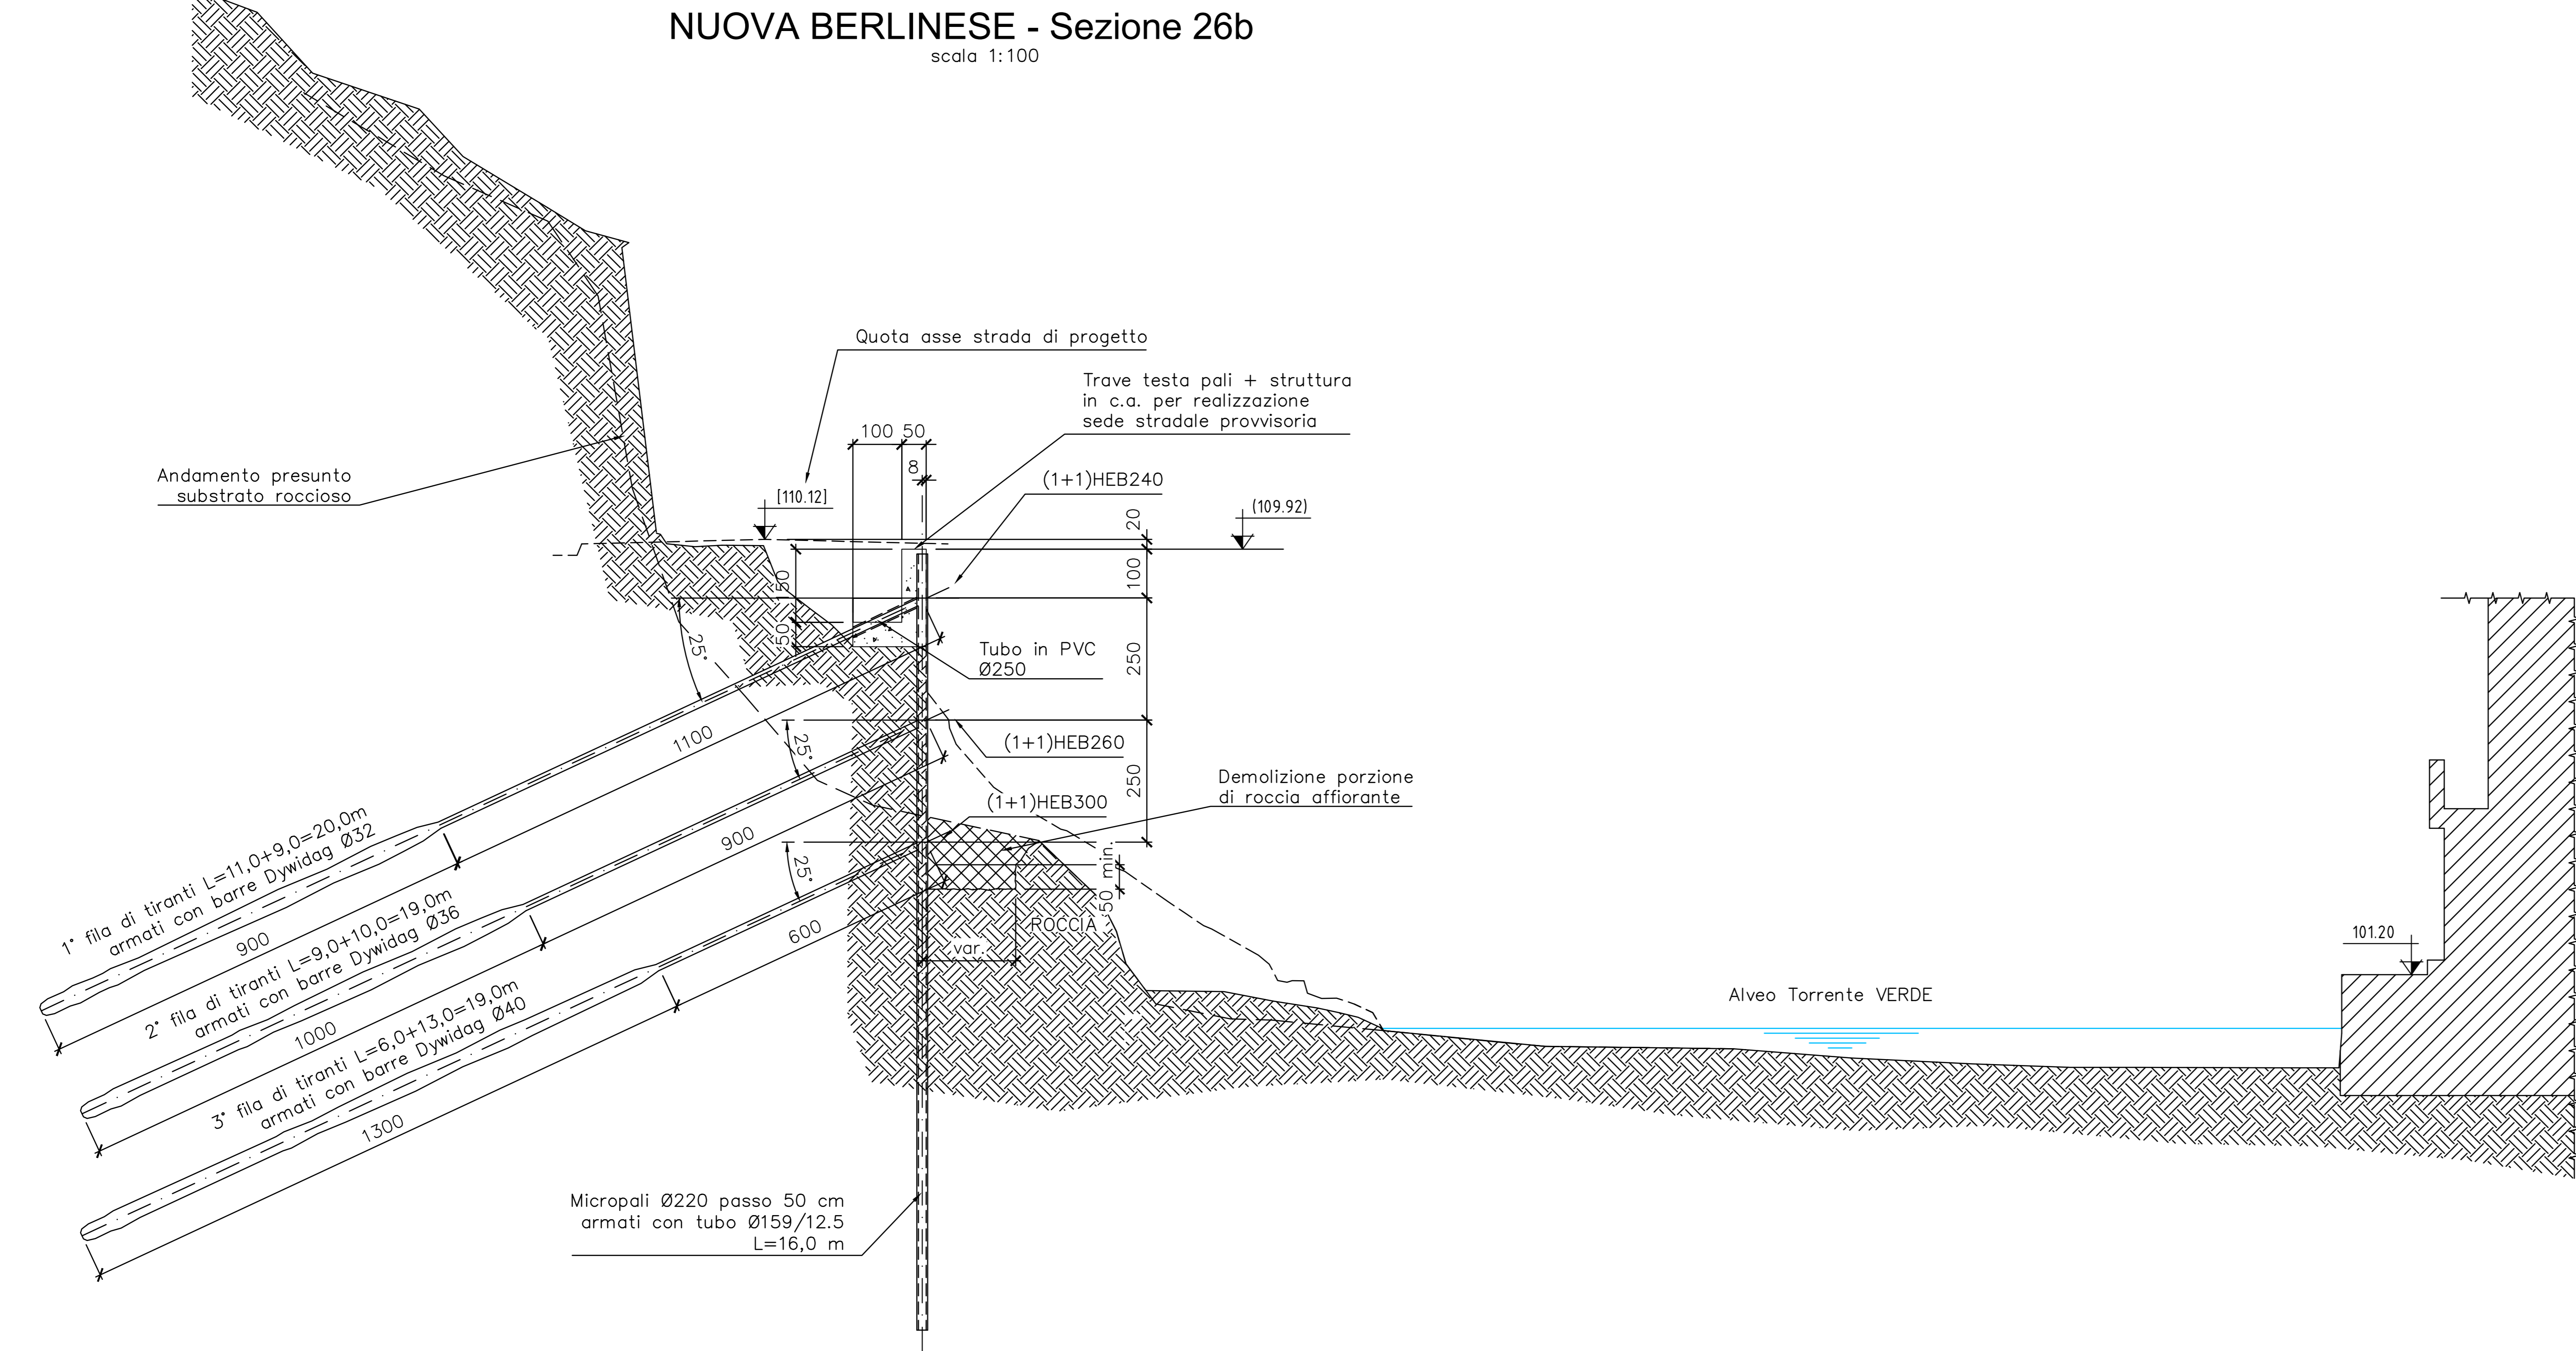 NUOVA BERLINESE - Sezione 26b
scala 1:100
Quota asse strada di progetto
Trave testa pali + struttura
in c.a. per realizzazione
sede stradale provvisoria
100 50
8
(1+1)HEB240
Andamento presunto
substrato roccioso
[110.12]
(109.92)
20
100
150
50
25°
Tubo in PVC
Ø250
250
1100
25°
(1+1)HEB260
250
Demolizione porzione
di roccia affiorante
(1+1)HEB300
900
25°
50 min.
600
ROCCIA
var.
1° fila di tiranti L=11,0+9,0=20,0m
armati con barre Dywidag Ø32
900
2° fila di tiranti L=9,0+10,0=19,0m
armati con barre Dywidag Ø36
1000
3° fila di tiranti L=6,0+13,0=19,0m
armati con barre Dywidag Ø40
1300
101.20
Alveo Torrente VERDE
Micropali Ø220 passo 50 cm
armati con tubo Ø159/12.5
L=16,0 m